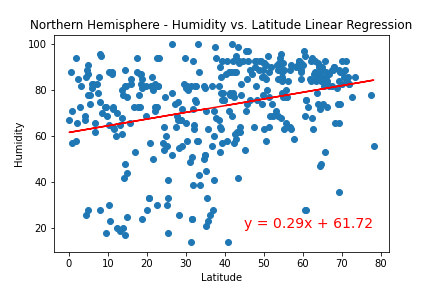 Northern Hemisphere - Humidity vs. Latitude Linear Regression
100
80
60
40
20
Humidity
y = 0.29x + 61.72
0 10 20 30 40 50 60 70 80
Latitude